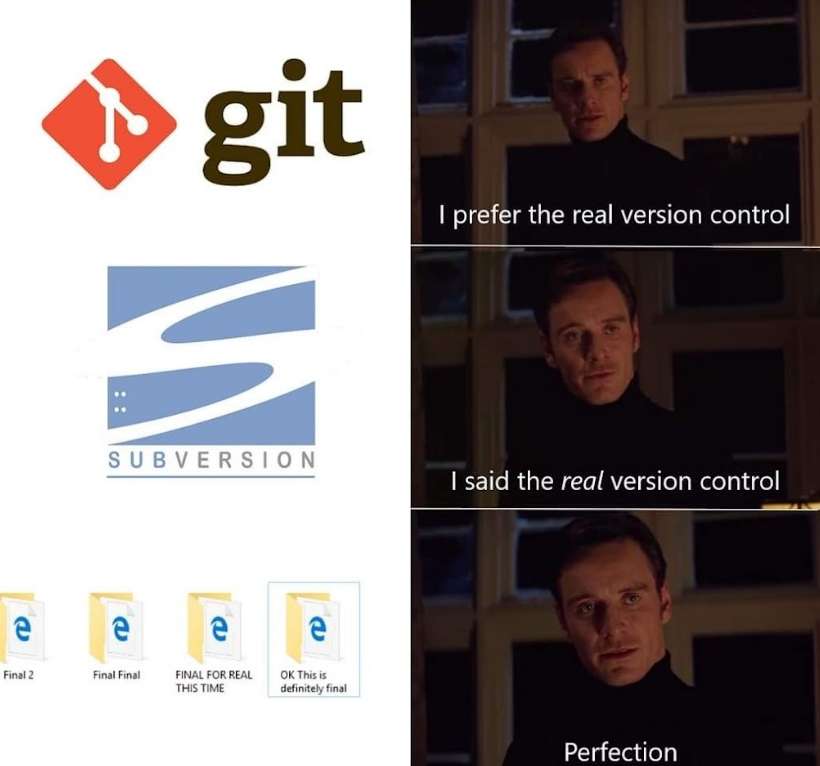 git
I prefer the real version control
SUBVERSION
I said the real version control
Final 2
Final Final
FINAL FOR REAL
THIS TIME
OK This is
definitely final
Perfection